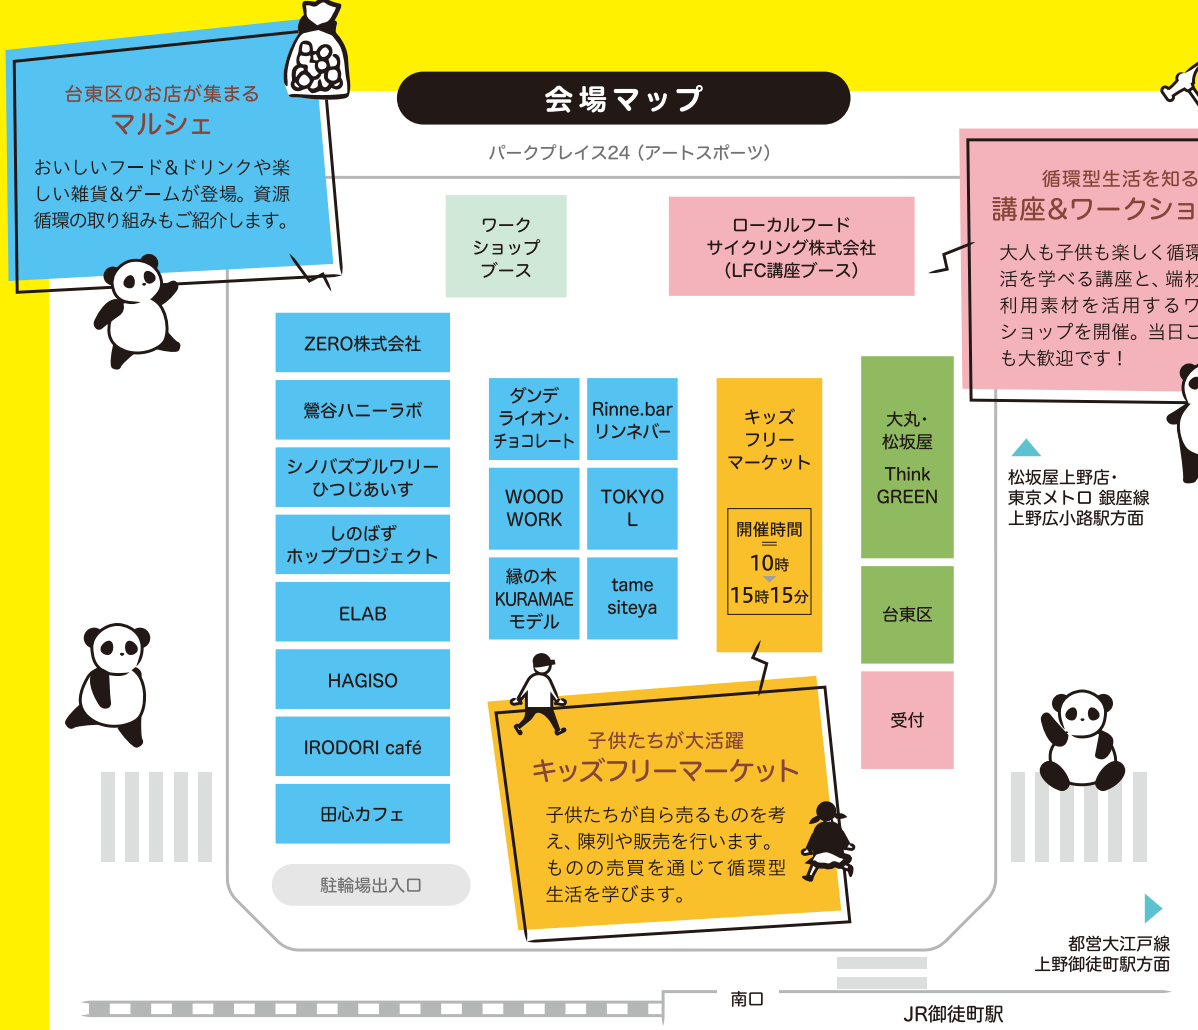 会場マップ
パークプレイス24（アートスポーツ）
台東区のお店が集まる
マルシェ
おいしいフード&ドリンクや楽
しい雑貨&ゲームが登場。資源
循環の取り組みもご紹介します。
循環型生活を知る
講座&ワークショ
大人も子供も楽しく循環
活を学べる講座と、端材
利用素材を活用するワ
ショップを開催。当日こ
も大歓迎です！
ワーク
ショップ
ブース
ローカルフード
サイクリング株式会社
（LFC講座ブース）
ZERO株式会社
鶯谷ハニーラボ
シノバズブルワリー
ひつじあいす
しのばず
ホッププロジェクト
ELAB
HAGISO
IRODORI café
田心カフェ
駐輪場出入口
ダンデ
ライオン・
チョコレート
Rinne.bar
リンネバー
WOOD
WORK
TOKYO
L
縁の木
KURAMAE
モデル
tame
siteya
キッズ
フリー
マーケット
開催時間
10時
15時15分
大丸・
松坂屋
Think
GREEN
台東区
受付
松坂屋上野店・
東京メトロ 銀座線
上野広小路駅方面
子供たちが大活躍
キッズフリーマーケット
子供たちが自ら売るものを考
え、陳列や販売を行います。
ものの売買を通じて循環型
生活を学びます。
都営大江戸線
上野御徒町駅方面
南口
JR御徒町駅